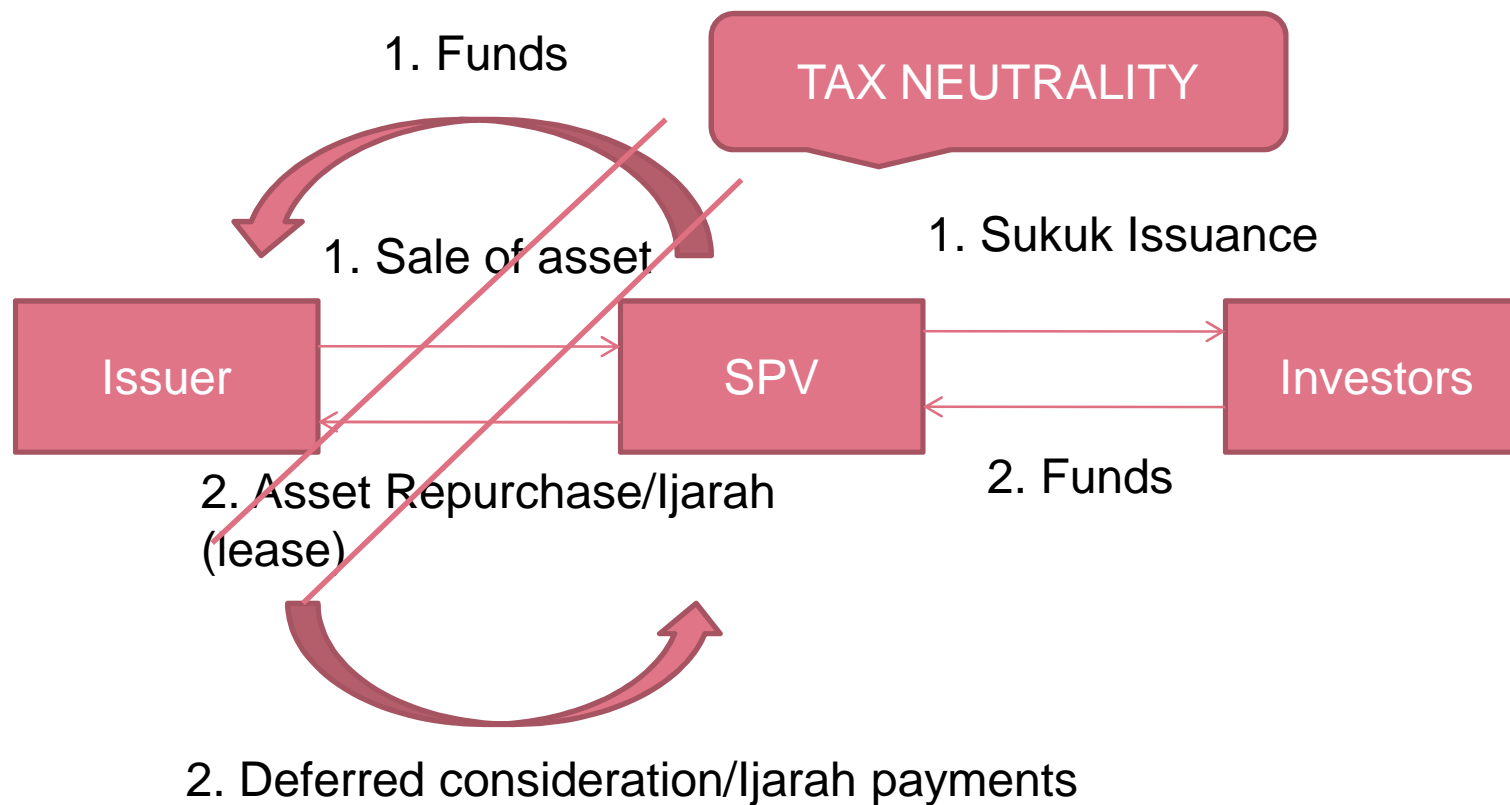 1. Funds
TAX NEUTRALITY
1. Sukuk Issuance
1. Sale of asset
Issuer
SPV
Investors
2. Asset Repurchase/Ijarah
(lease)
2. Funds
2. Deferred consideration/Ijarah payments